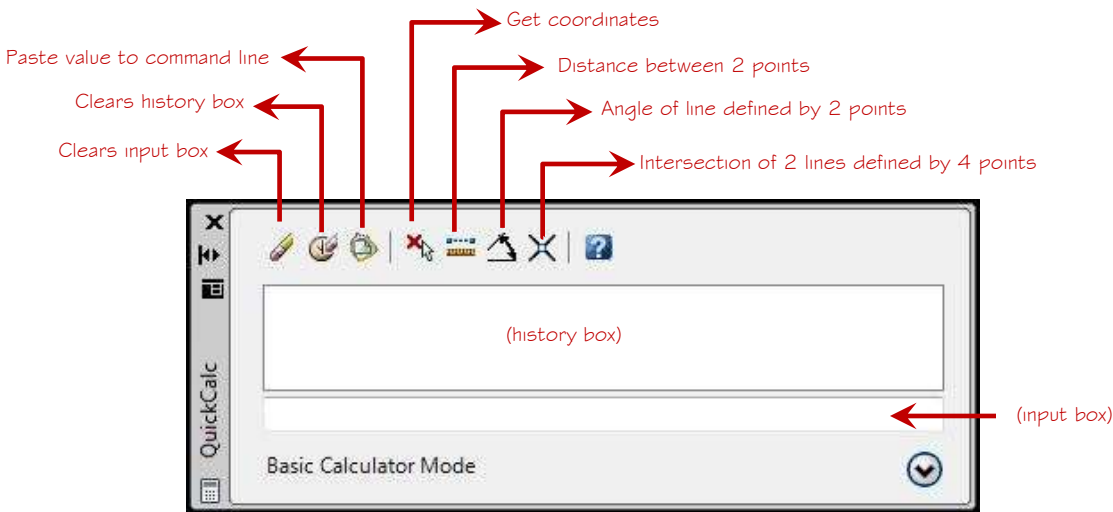 Get coordinates
Paste value to command line
Distance between 2 points
Clears history box
Angle of line defined by 2 points
Clears input box
Intersection of 2 lines defined by 4 points
(history box)
(input box)
QuickCalc
Basic Calculator Mode